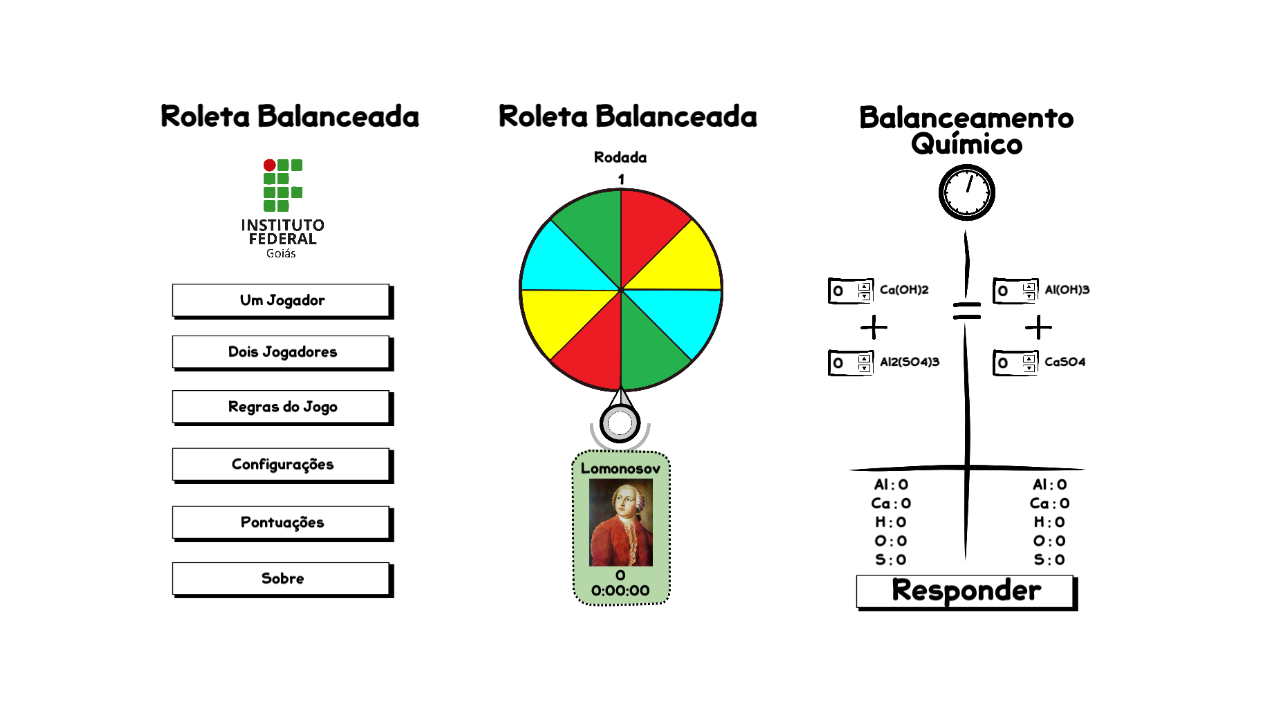 Roleta Balanceada
INSTITUTO
FEDERAL
Goiás
Um Jogador
Dois Jogadores
Regras do Jogo
Configurações
Pontuações
Sobre
Roleta Balanceada
Rodada
1
Lomonosov
0
0:00:00
Balanceamento
Químico
0 Ca(OH)2
+
0 Al2(SO4)3
=
0 Al(OH)3
+
0 CaSO4
Al : 0
Ca : 0
H : 0
O : 0
S : 0
Al : 0
Ca : 0
H : 0
O : 0
S : 0
Responder